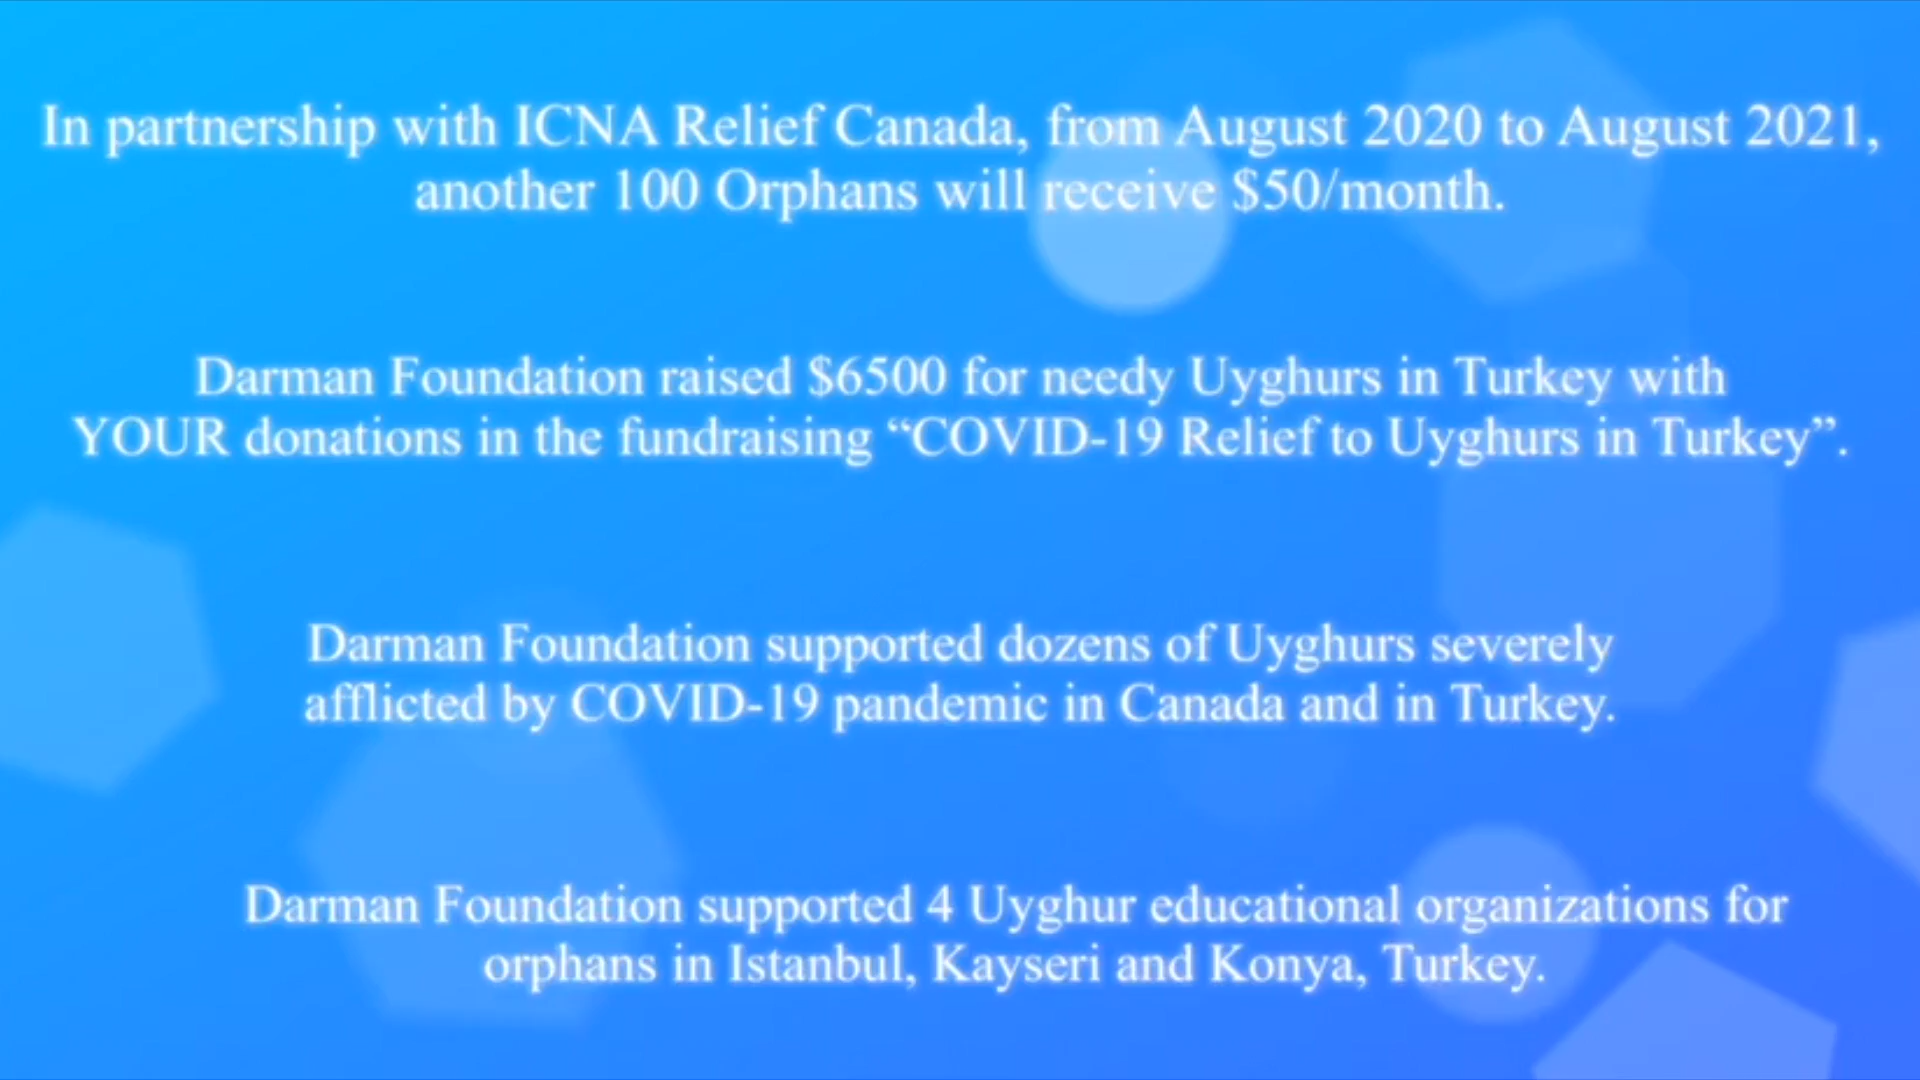 In partnership with ICNA Relief Canada, from August 2020 to August 2021,
another 100 Orphans will receive $50/month.
Darman Foundation raised $6500 for needy Uyghurs in Turkey with
YOUR donations in the fundraising “COVID-19 Relief to Uyghurs in Turkey”.
Darman Foundation supported dozens of Uyghurs severely
afflicted by COVID-19 pandemic in Canada and in Turkey.
Darman Foundation supported 4 Uyghur educational organizations for
orphans in Istanbul, Kayseri and Konya, Turkey.